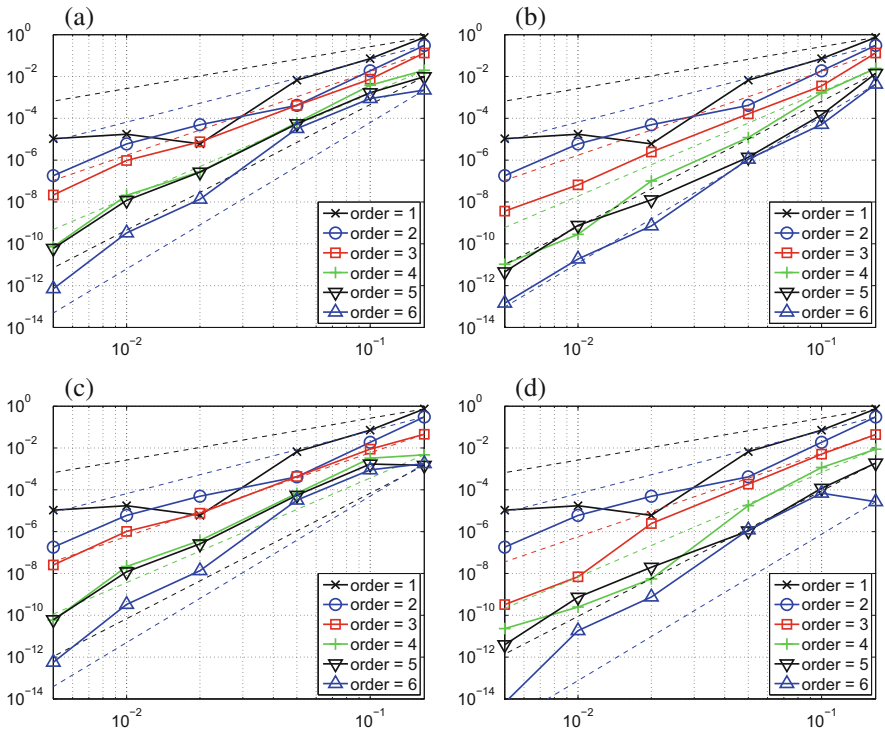 (a)
10^0
10^-2
10^-4
10^-6
10^-8
10^-10
10^-12
10^-14
10^-2
10^-1
order = 1
order = 2
order = 3
order = 4
order = 5
order = 6
(b)
10^0
10^-2
10^-4
10^-6
10^-8
10^-10
10^-12
10^-14
10^-2
10^-1
order = 1
order = 2
order = 3
order = 4
order = 5
order = 6
(c)
10^0
10^-2
10^-4
10^-6
10^-8
10^-10
10^-12
10^-14
10^-2
10^-1
order = 1
order = 2
order = 3
order = 4
order = 5
order = 6
(d)
10^0
10^-2
10^-4
10^-6
10^-8
10^-10
10^-12
10^-14
10^-2
10^-1
order = 1
order = 2
order = 3
order = 4
order = 5
order = 6